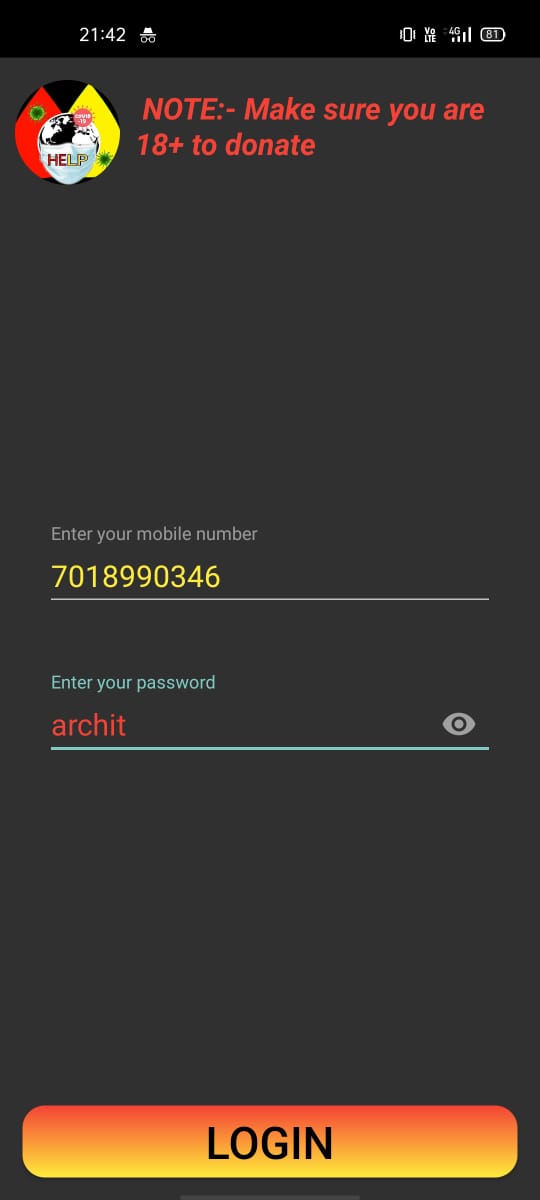 21:42
Vo
LTE
4G
81
COVID
-19
HELP
NOTE:- Make sure you are
18+ to donate
Enter your mobile number
7018990346
Enter your password
archit
LOGIN